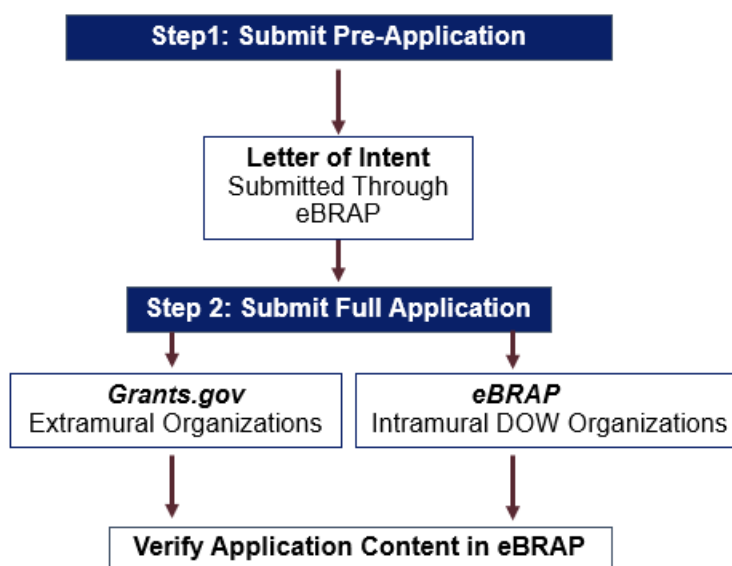 Step1: Submit Pre-Application
Letter of Intent
Submitted Through
eBRAP
Step 2: Submit Full Application
Grants.gov
Extramural Organizations
eBRAP
Intramural DOW Organizations
Verify Application Content in eBRAP